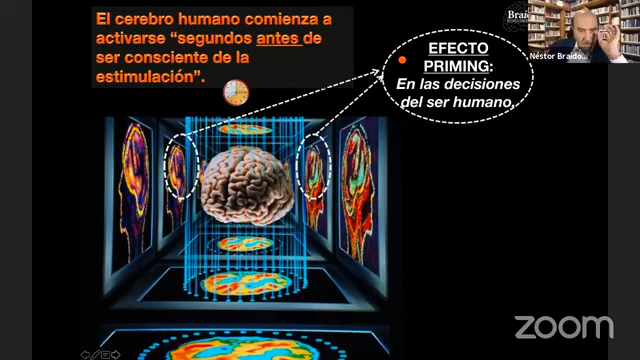 El cerebro humano comienza a
activarse “segundos antes de
ser consciente de la
estimulación”.
EFECTO
PRIMING:
En las decisiones
del ser humano,
Néstor Braido...
zoom